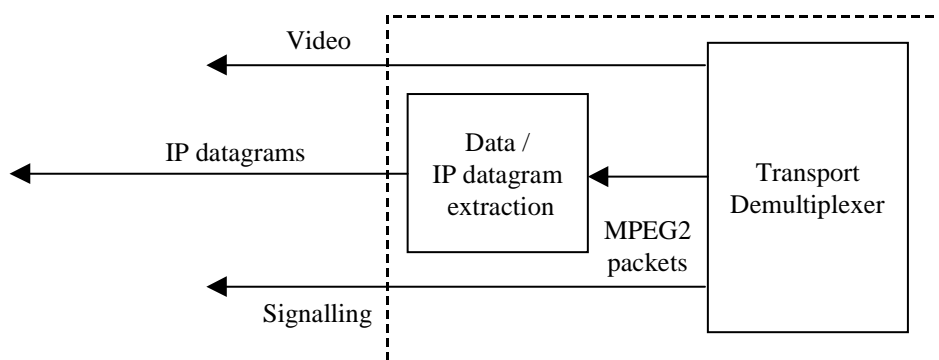 Video
IP datagrams
Data /
IP datagram
extraction
Transport
Demultiplexer
MPEG2
packets
Signalling